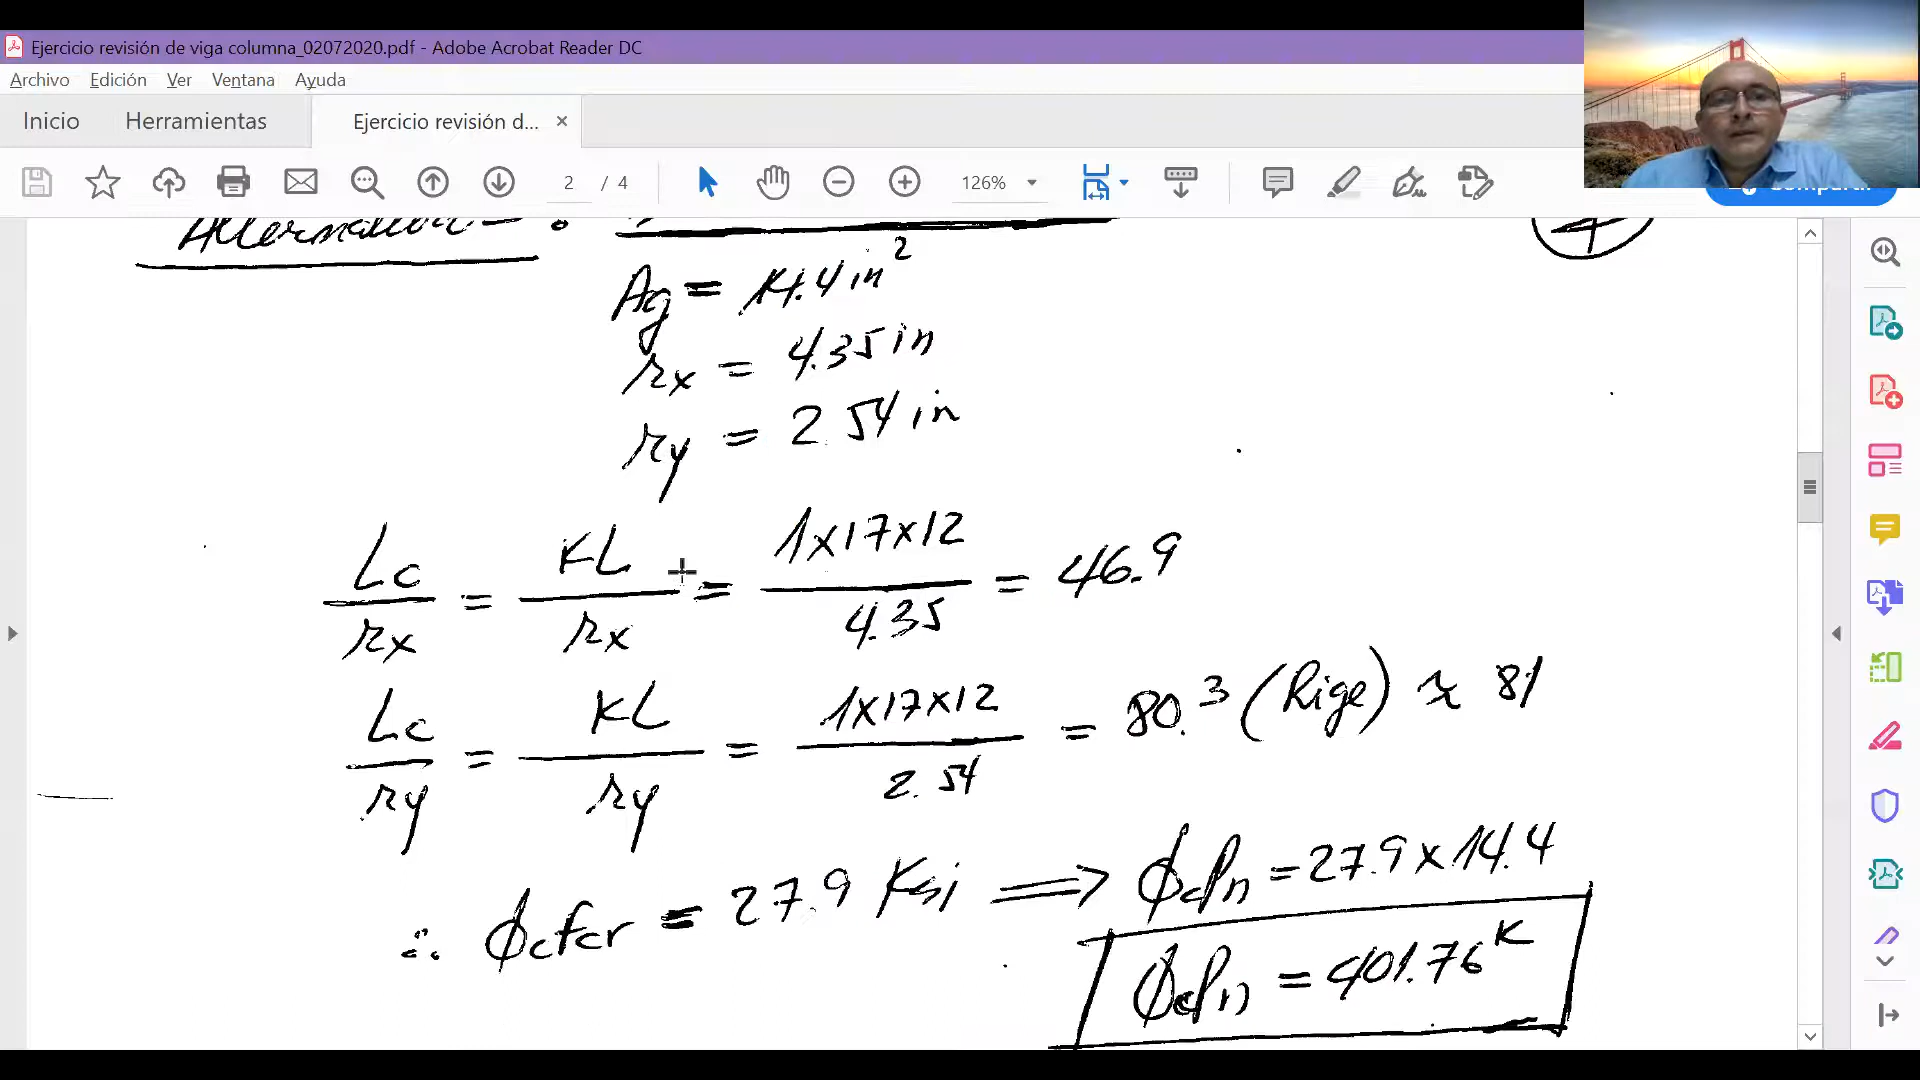 Ejercicio revisión de viga columna_02072020.pdf - Adobe Acrobat Reader DC
Archivo Edición Ver Ventana Ayuda
Inicio Herramientas Ejercicio revisión d... ×
2 / 4 126%
Ag = 14.4 in²
rx = 4.35 in
ry = 2.54 in
Lc/rx = KL/rx = 1x17x12/4.35 = 46.9
Lc/ry = KL/ry = 1x17x12/2.54 = 80.3 (Rige) ≈ 81
∴ ϕcfcr = 27.9 Ksi ⟹ ϕcPn = 27.9 x 14.4
ϕcPn = 401.76 K